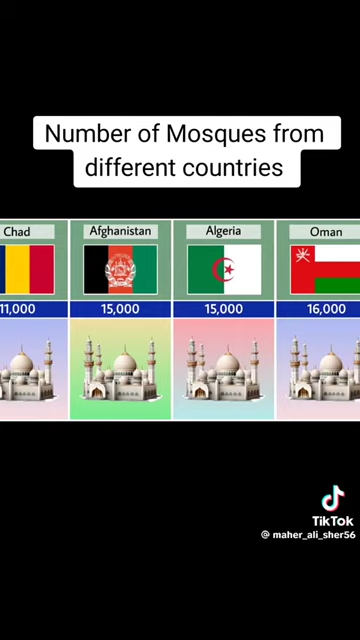 Number of Mosques from
different countries
Chad
Afghanistan
Algeria
Oman
11,000
15,000
15,000
16,000
TikTok
@ maher_ali_sher56